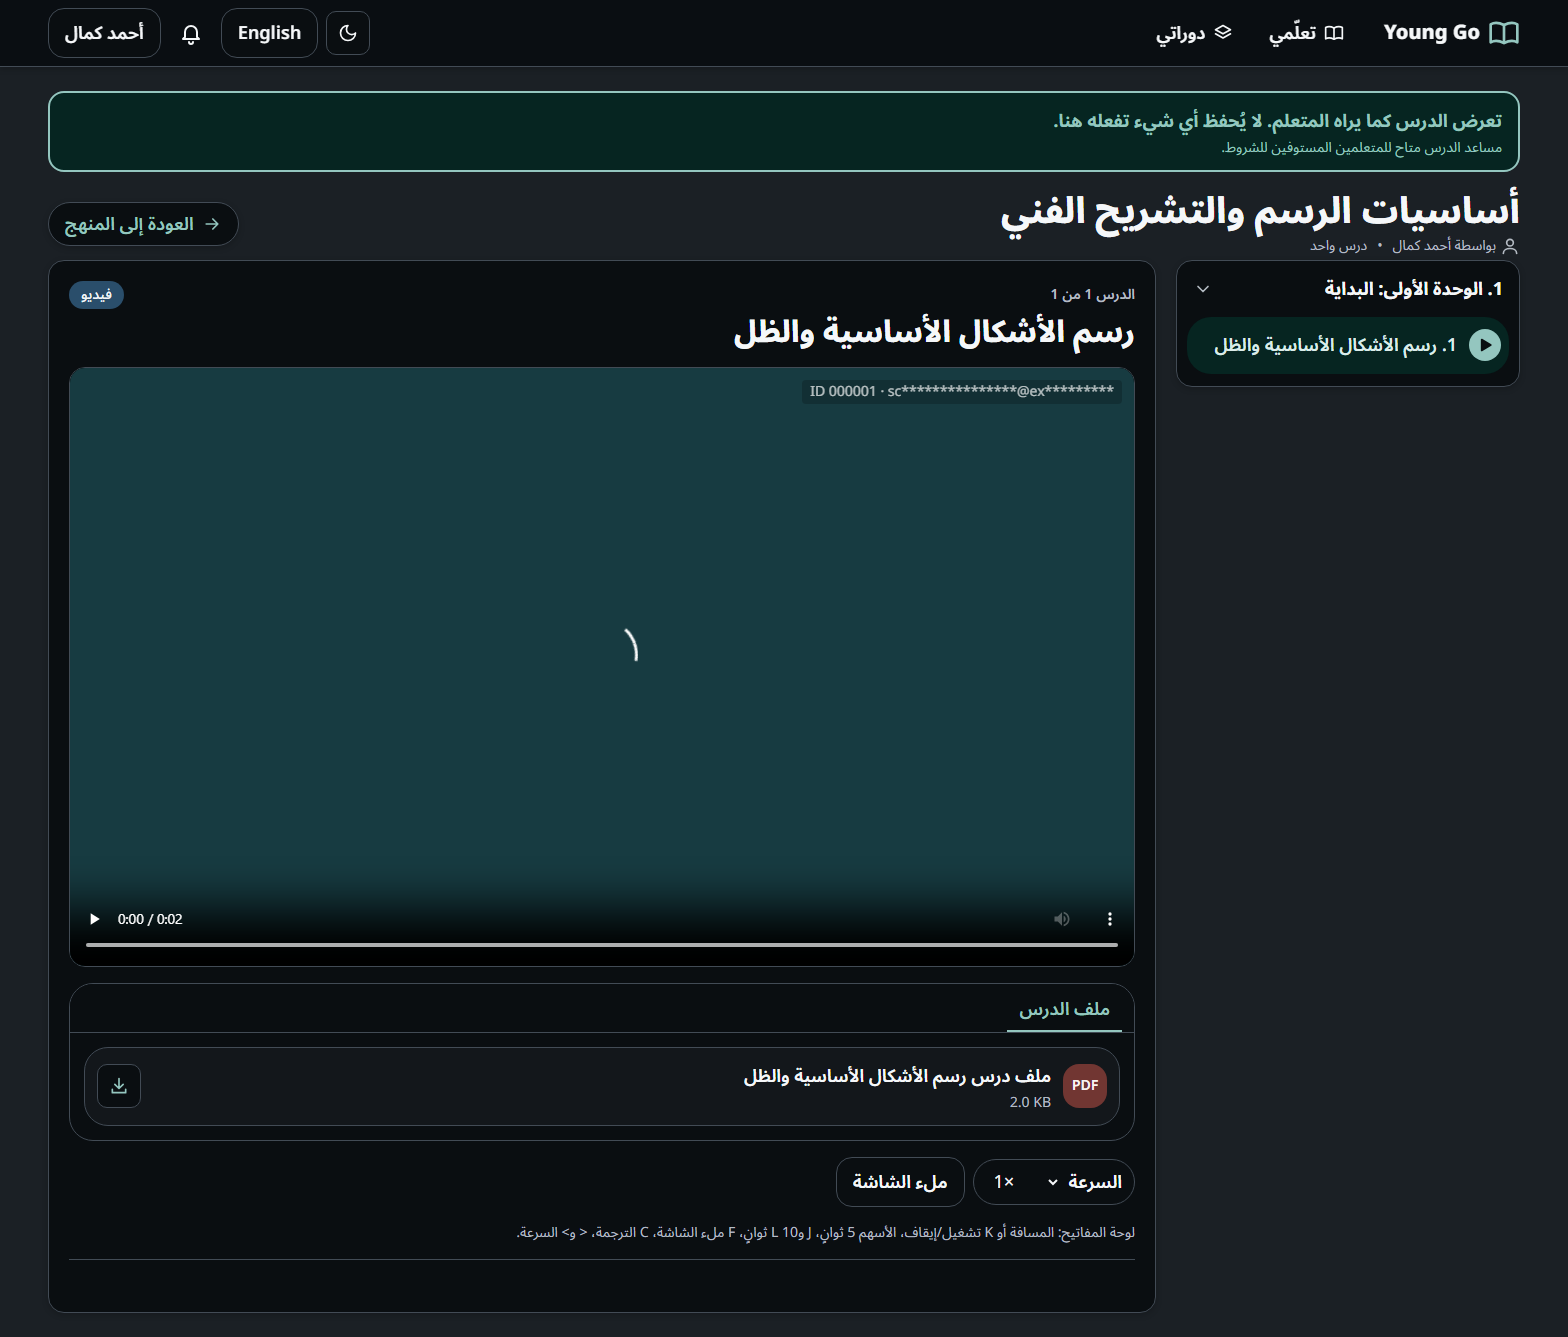 Young Go
تعلّمي
دوراتي
English
أحمد كمال
تعرض الدرس كما يراه المتعلم. لا يُحفظ أي شيء تفعله هنا.
مساعد الدرس متاح للمتعلمين المستوفين للشروط.
أساسيات الرسم والتشريح الفني
بواسطة أحمد كمال • درس واحد
العودة إلى المنهج
1. الوحدة الأولى: البداية
1. رسم الأشكال الأساسية والظل
الدرس 1 من 1
فيديو
رسم الأشكال الأساسية والظل
ID 000001 · sc***************@ex*********
0:00 / 0:02
ملف الدرس
PDF
ملف درس رسم الأشكال الأساسية والظل
2.0 KB
السرعة
1×
ملء الشاشة
لوحة المفاتيح: المسافة أو K تشغيل/إيقاف، الأسهم 5 ثوانٍ، J وL 10 ثوانٍ، F ملء الشاشة، C الترجمة، < و> السرعة.